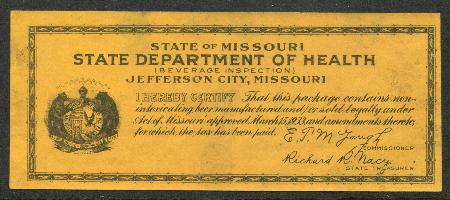 STATE OF MISSOURI
STATE DEPARTMENT OF HEALTH
(BEVERAGE INSPECTION)
JEFFERSON CITY, MISSOURI
I HEREBY CERTIFY That this package contains non-
intoxicating beer manufactured and/or sold legally under
Act of Missouri approved March 15, 1933, and amendments thereto,
for which the tax has been paid.
COMMISSIONER
Richard R. Nacy
STATE TREASURER